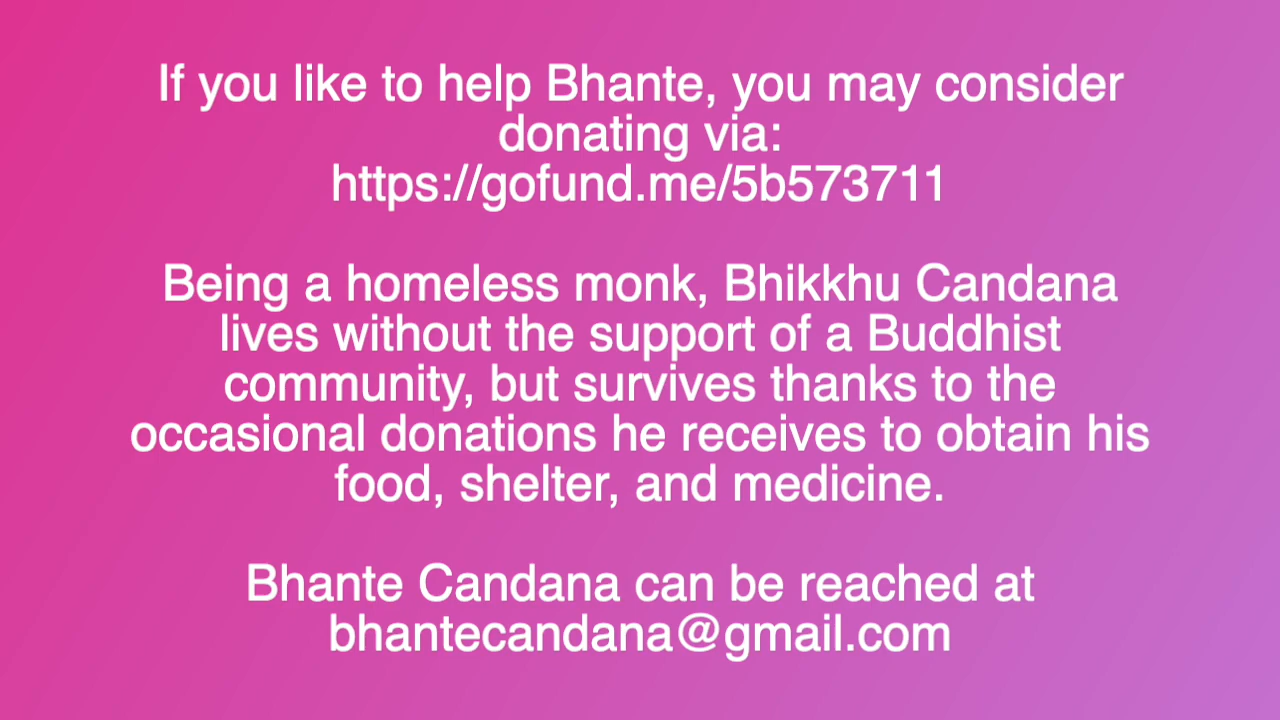 If you like to help Bhante, you may consider
donating via:
https://gofund.me/5b573711
Being a homeless monk, Bhikkhu Candana
lives without the support of a Buddhist
community, but survives thanks to the
occasional donations he receives to obtain his
food, shelter, and medicine.
Bhante Candana can be reached at
bhantecandana@gmail.com